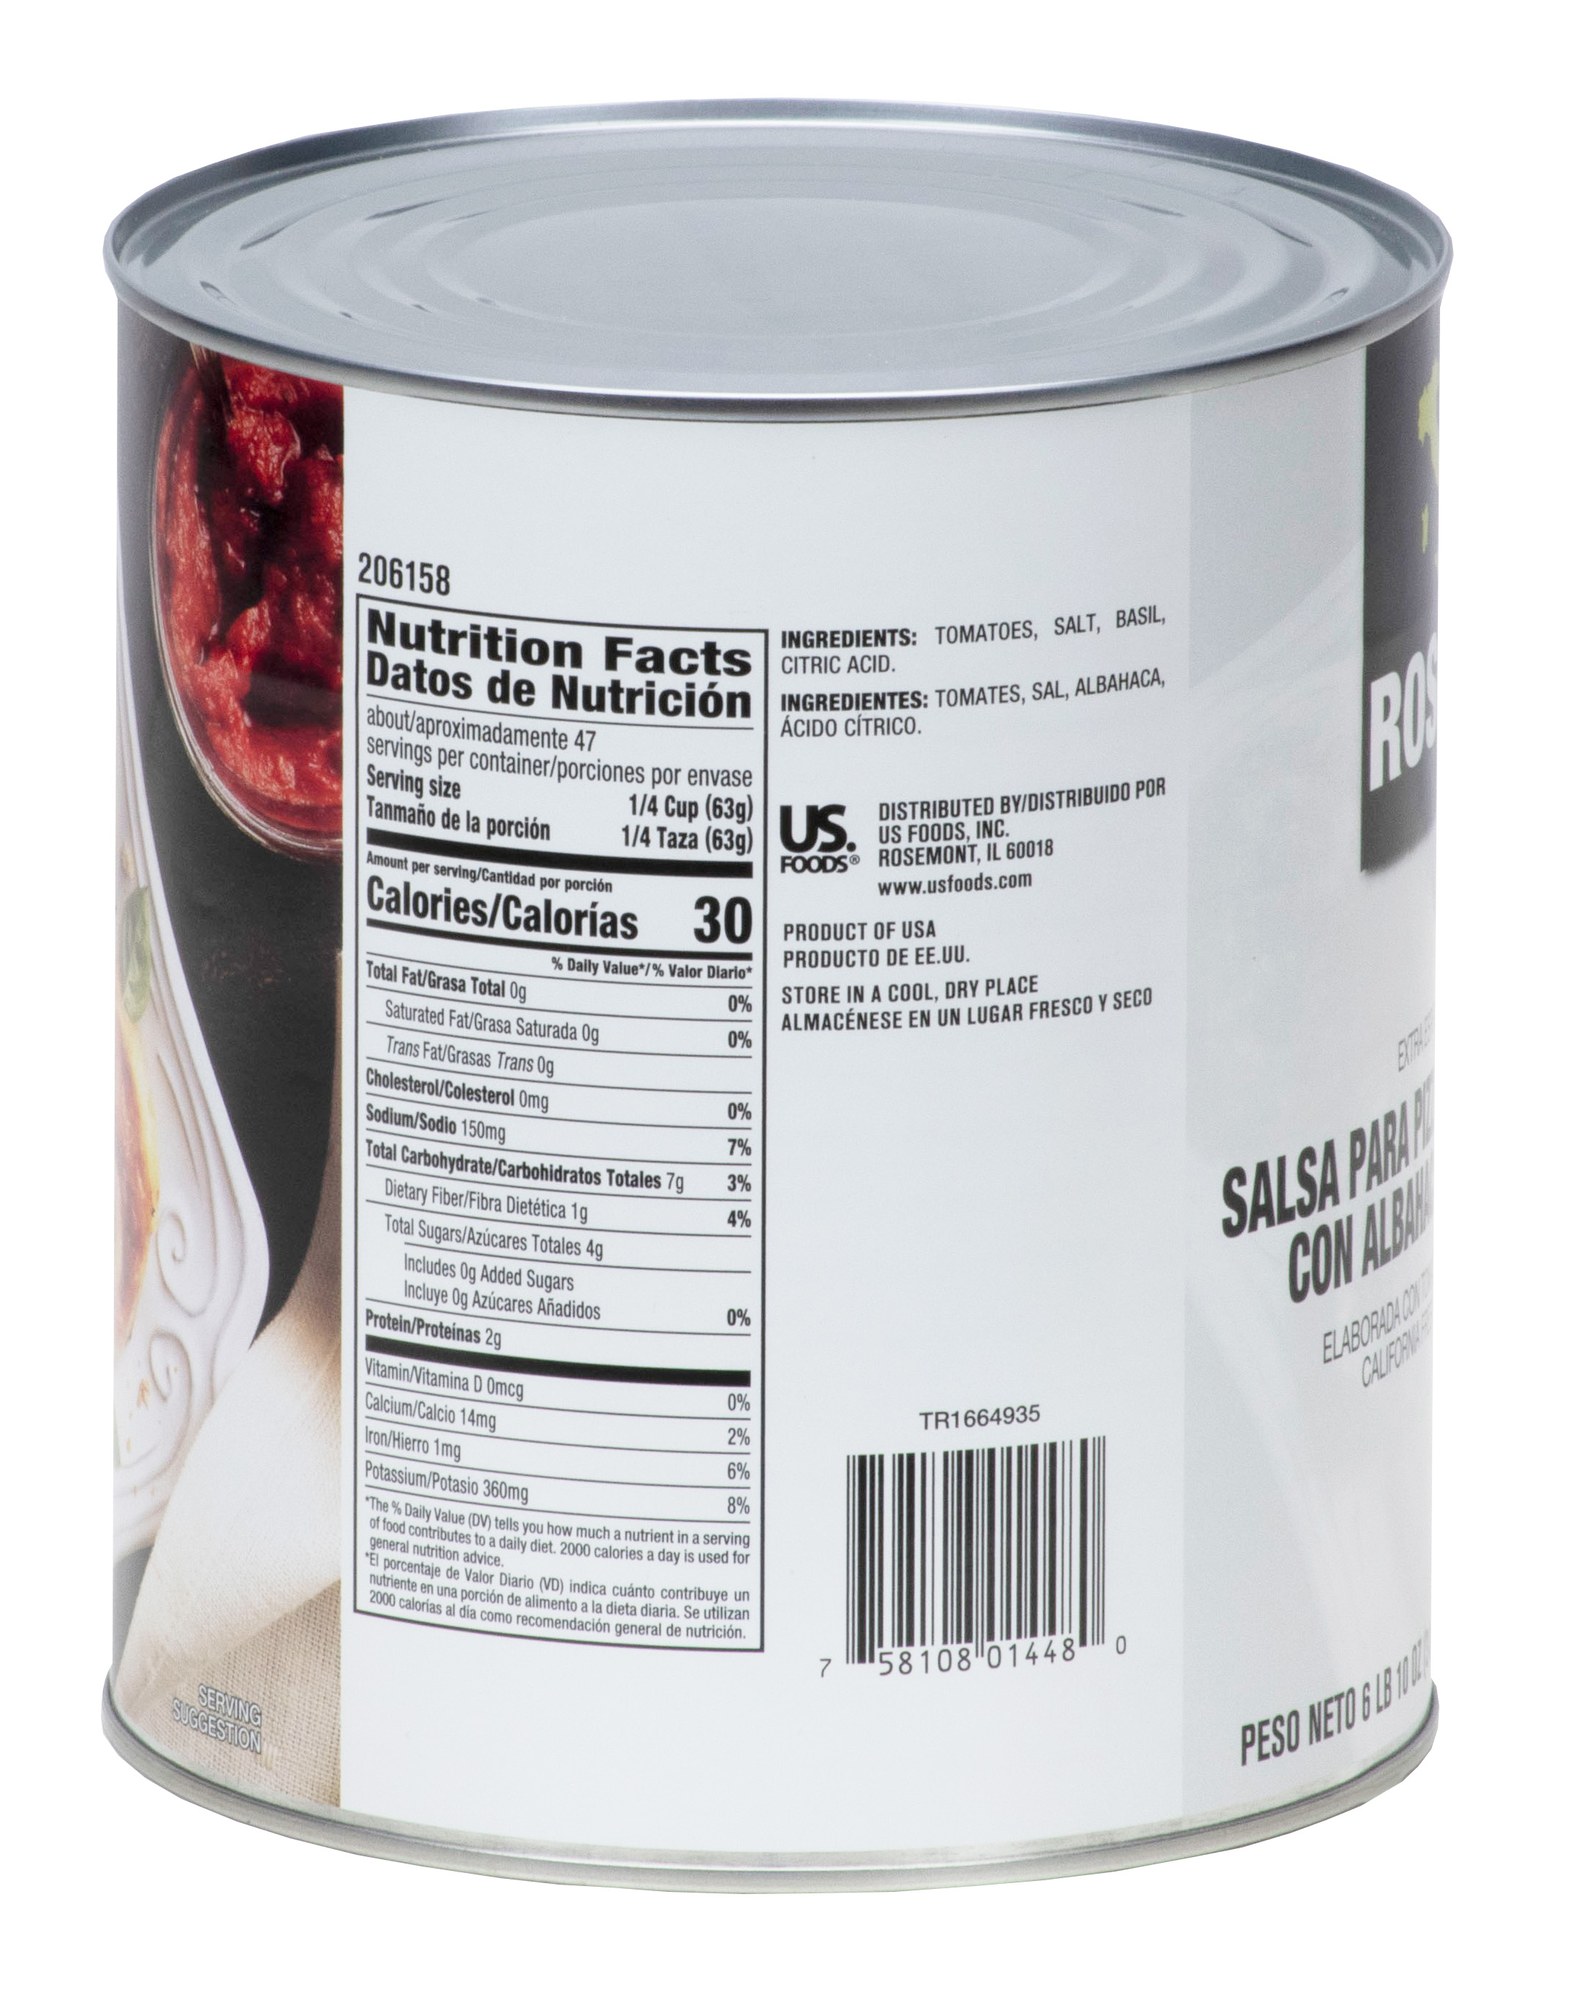 206158
Nutrition Facts
Datos de Nutrición
about/aproximadamente 47
servings per container/porciones por envase
Serving size
1/4 Cup (63g)
Tanmaño de la porción
1/4 Taza (63g)
Amount per serving/Cantidad por porción
Calories/Calorías 30
% Daily Value*/% Valor Diario*
Total Fat/Grasa Total 0g 0%
Saturated Fat/Grasa Saturada 0g 0%
Trans Fat/Grasas Trans 0g
Cholesterol/Colesterol 0mg 0%
Sodium/Sodio 150mg 7%
Total Carbohydrate/Carbohidratos Totales 7g 3%
Dietary Fiber/Fibra Dietética 1g 4%
Total Sugars/Azúcares Totales 4g
Includes 0g Added Sugars
Incluye 0g Azúcares Añadidos 0%
Protein/Proteínas 2g
Vitamin/Vitamina D 0mcg 0%
Calcium/Calcio 14mg 2%
Iron/Hierro 1mg 6%
Potassium/Potasio 360mg 8%
*The % Daily Value (DV) tells you how much a nutrient in a serving
of food contributes to a daily diet. 2000 calories a day is used for
general nutrition advice.
*El porcentaje de Valor Diario (VD) indica cuánto contribuye un
nutriente en una porción de alimento a la dieta diaria. Se utilizan
2000 calorías al día como recomendación general de nutrición.
INGREDIENTS: TOMATOES, SALT, BASIL,
CITRIC ACID.
INGREDIENTES: TOMATES, SAL, ALBAHACA,
ÁCIDO CÍTRICO.
US.
FOODS®
DISTRIBUTED BY/DISTRIBUIDO POR
US FOODS, INC.
ROSEMONT, IL 60018
www.usfoods.com
PRODUCT OF USA
PRODUCTO DE EE.UU.
STORE IN A COOL, DRY PLACE
ALMACÉNESE EN UN LUGAR FRESCO Y SECO
TR1664935
7 58108 01448 0
SERVING
SUGGESTION
ROS
SALSA PARA
CON
ELABORADA CON
CALIFORNIA
PESO NETO 6 LB 10 OZ